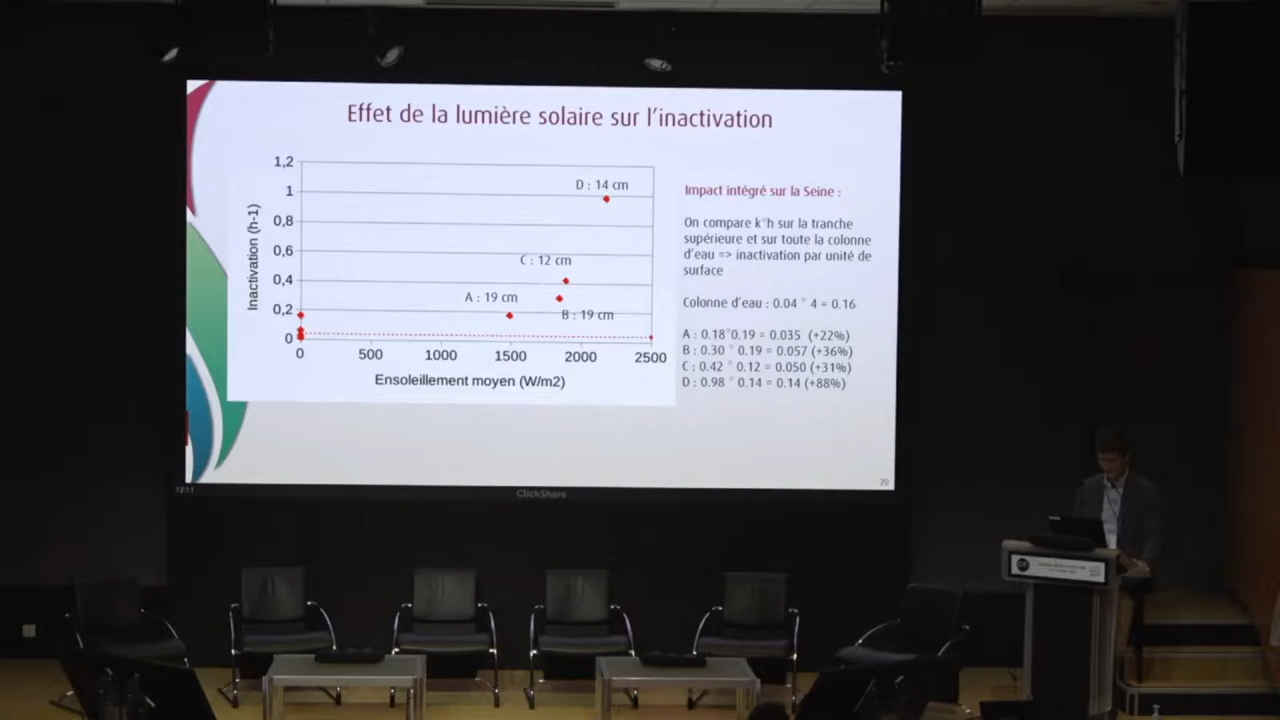 Effet de la lumière solaire sur l'inactivation
1,2
1
0,8
0,6
0,4
0,2
0
Inactivation (h-1)
D : 14 cm
C : 12 cm
A : 19 cm
B : 19 cm
0 500 1000 1500 2000 2500
Ensoleillement moyen (W/m2)
Impact intégré sur la Seine :
On compare k*h sur la tranche
supérieure et sur toute la colonne
d'eau => inactivation par unité de
surface
Colonne d'eau : 0.04 * 4 = 0.16
A : 0.18*0.19 = 0.035 (+22%)
B : 0.30 * 0.19 = 0.057 (+36%)
C : 0.42 * 0.12 = 0.050 (+31%)
D : 0.98 * 0.14 = 0.14 (+88%)
20
12:11
ClickShare